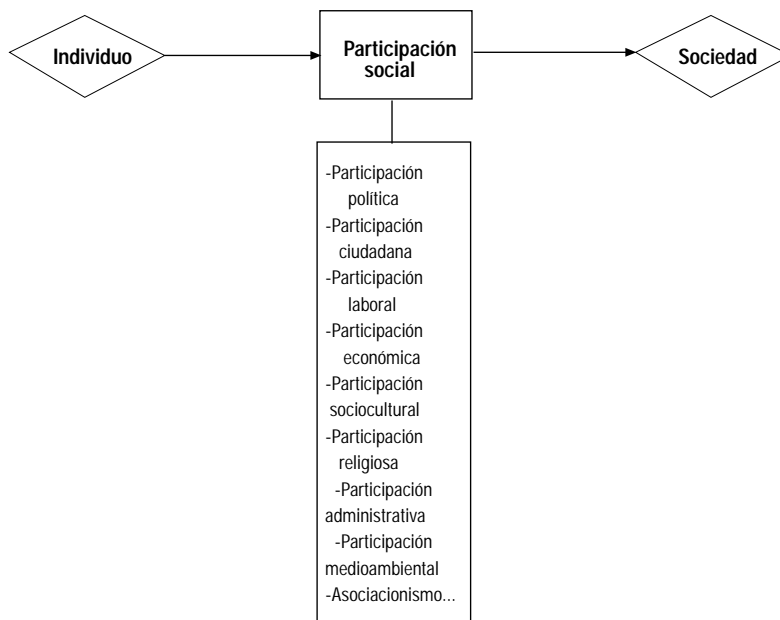 Individuo
Participación
social
Sociedad
-Participación
política
-Participación
ciudadana
-Participación
laboral
-Participación
económica
-Participación
sociocultural
-Participación
religiosa
-Participación
administrativa
-Participación
medioambiental
-Asociacionismo...